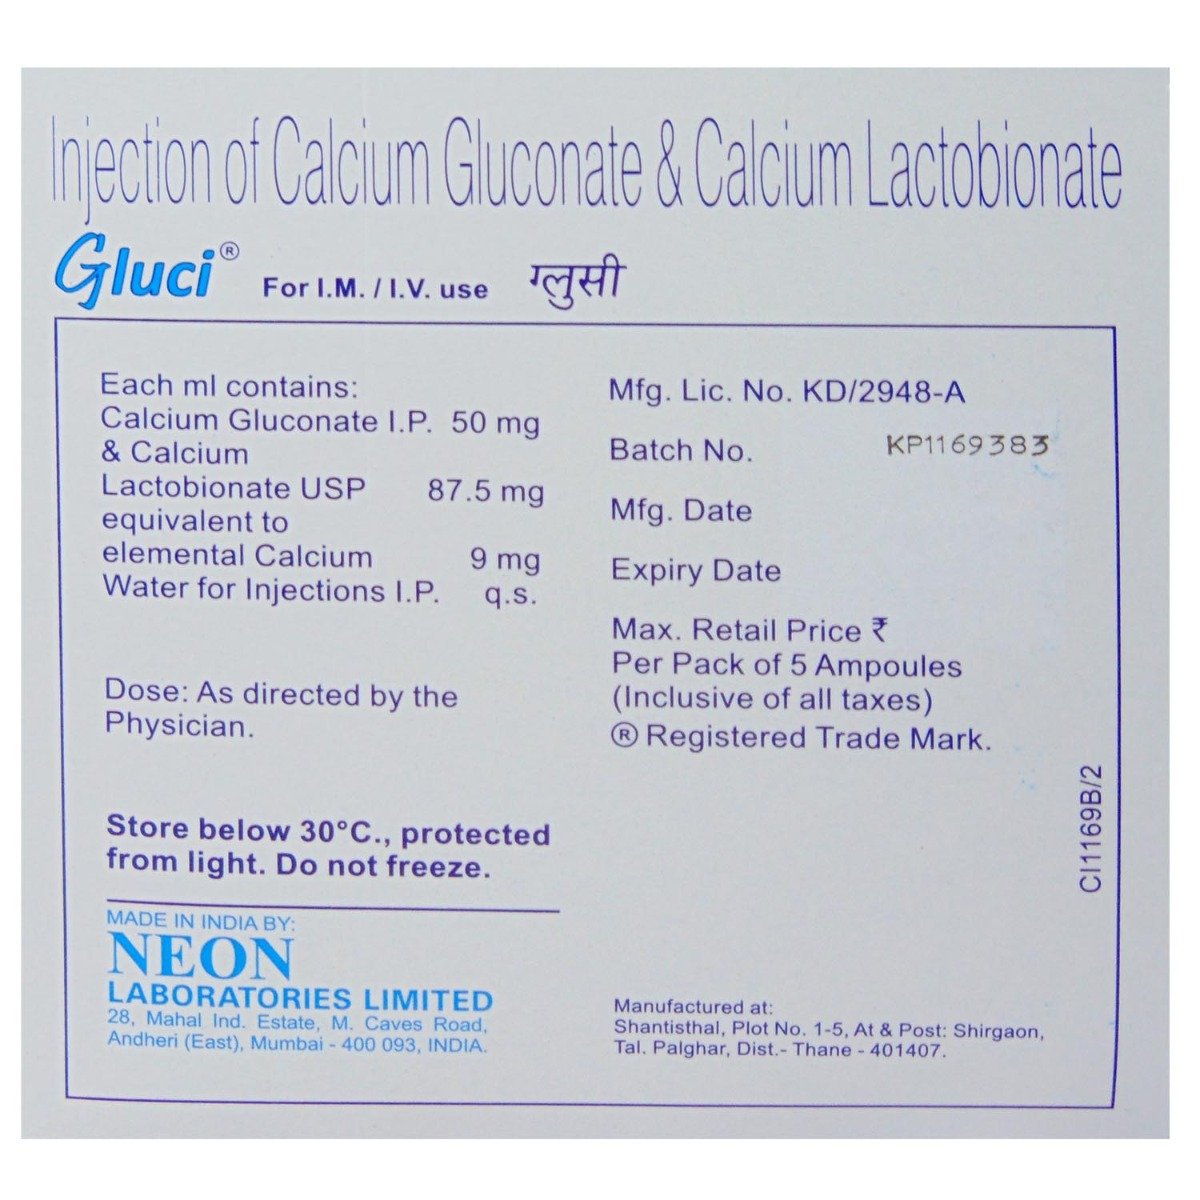 Injection of Calcium Gluconate & Calcium Lactobionate
Gluci® For I.M. / I.V. use ग्लुसी
Each ml contains:
Calcium Gluconate I.P. 50 mg
& Calcium
Lactobionate USP 87.5 mg
equivalent to
elemental Calcium 9 mg
Water for Injections I.P. q.s.
Dose: As directed by the
Physician.
Store below 30°C., protected
from light. Do not freeze.
MADE IN INDIA BY:
NEON
LABORATORIES LIMITED
28, Mahal Ind. Estate, M. Caves Road,
Andheri (East), Mumbai - 400 093, INDIA.
Mfg. Lic. No. KD/2948-A
Batch No. KP1169383
Mfg. Date
Expiry Date
Max. Retail Price ₹
Per Pack of 5 Ampoules
(Inclusive of all taxes)
® Registered Trade Mark.
Manufactured at:
Shantisthal, Plot No. 1-5, At & Post: Shirgaon,
Tal. Palghar, Dist.- Thane - 401407.
CI1169B/2